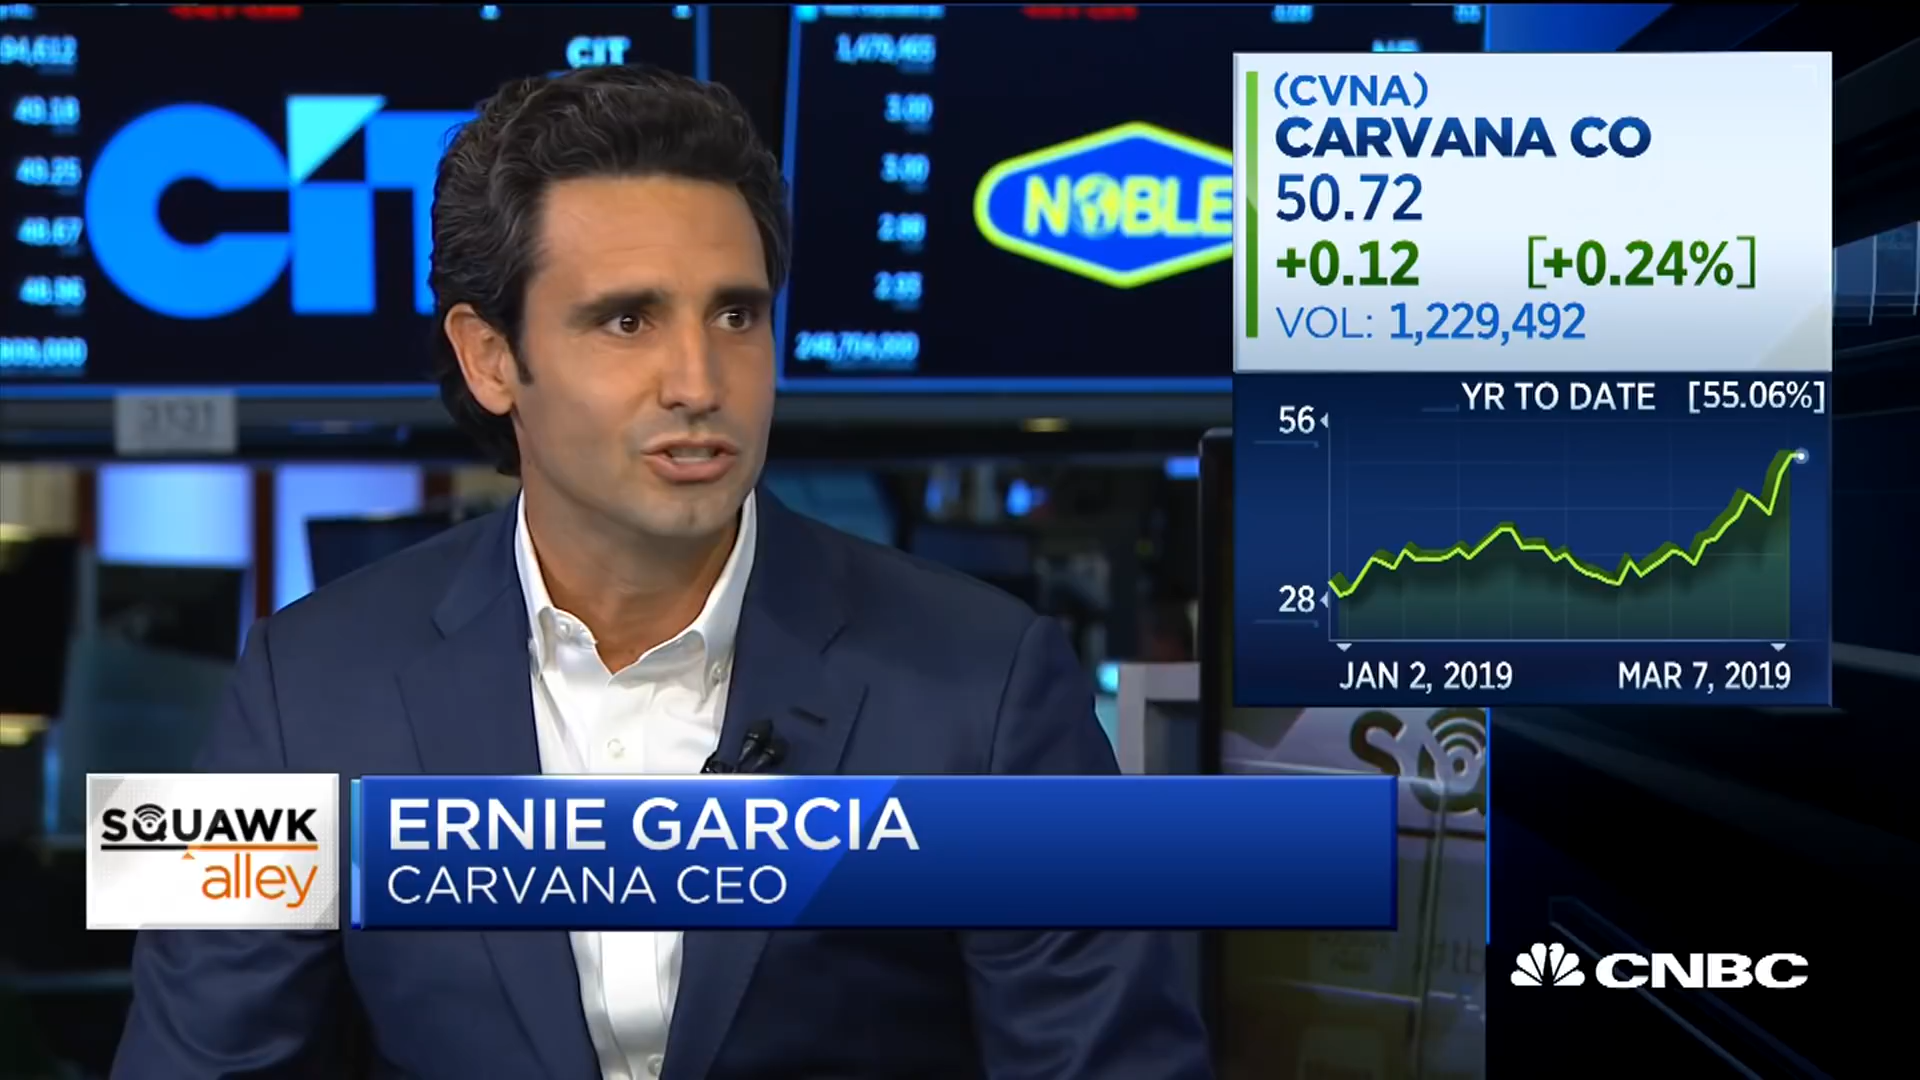 CIT
CIT
NOBLE
(CVNA)
CARVANA CO
50.72
+0.12 [+0.24%]
VOL: 1,229,492
YR TO DATE [55.06%]
56
28
JAN 2, 2019 MAR 7, 2019
SQUAWK
alley
ERNIE GARCIA
CARVANA CEO
CNBC